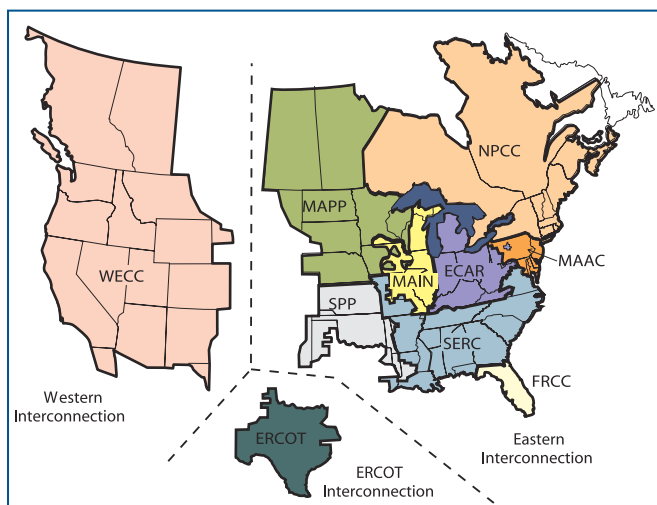 NPCC
MAPP
MAAC
WECC
MAIN
ECAR
SPP
SERC
FRCC
Western
Interconnection
ERCOT
Eastern
Interconnection
ERCOT
Interconnection